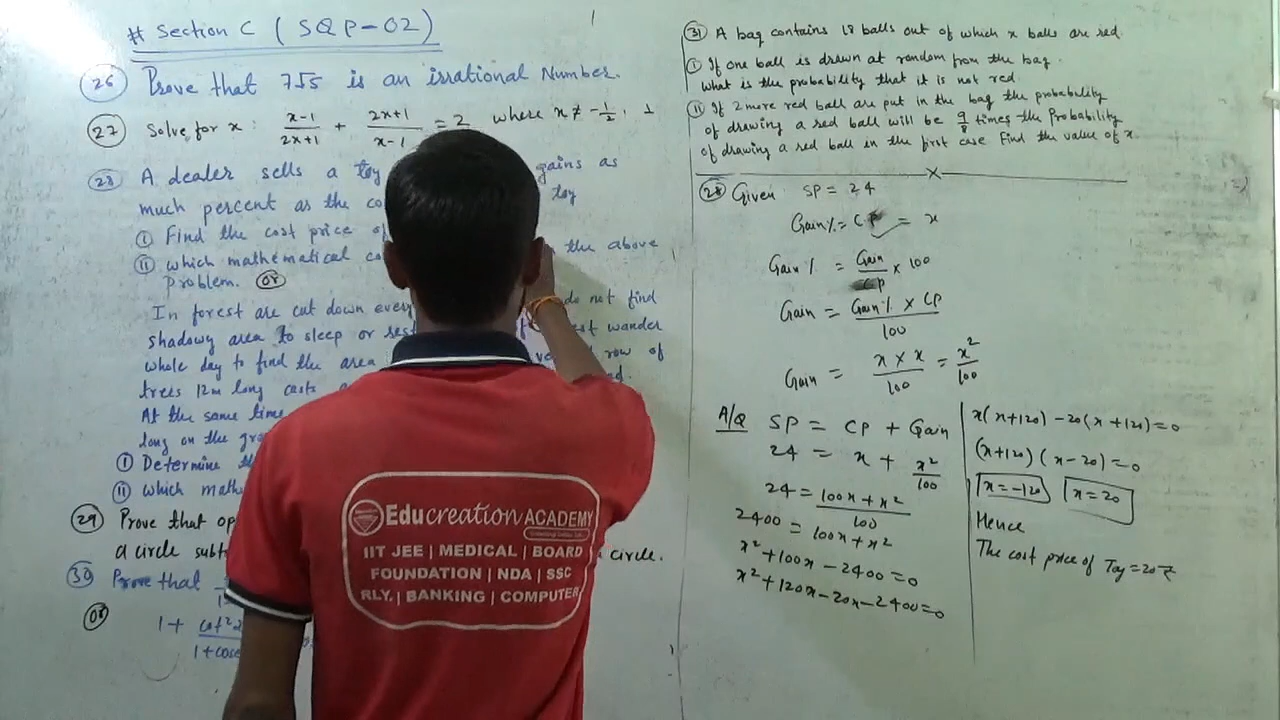 # Section C ( SQP-02 )
26 Prove that 7√5 is an irrational Number.
27 Solve for x : x-1/2x+1 + 2x+1/x-1 = 2 where x ≠ -1/2, 1
28 A dealer sells a toy gains as
much percent as the co toy
i Find the cost price of
ii which mathematical co the above
Problem. OR
In forest are cut down every do not find
shadowy area to sleep or rest wander
whole day to find the area row of
trees 12m long casts
At the same time
long on the gro
i Determine
ii which math
29 Prove that op
a circle subt circle.
30 Prove that
OR
1 + cot²
1+cose
31 A bag contains 18 balls out of which x balls are red.
i If one ball is drawn at random from the bag.
what is the probability that it is not red
ii If 2 more red ball are put in the bag the probability
of drawing a red ball will be 9/8 times the Probability
of drawing a red ball in the first case Find the value of x.
28 Given SP = 24
Gain% = CP = x
Gain % = Gain/CP × 100
Gain = Gain% × CP/100
Gain = x × x/100 = x²/100
A/Q SP = CP + Gain
24 = x + x²/100
24 = 100x + x²/100
2400 = 100x + x²
x² + 100x - 2400 = 0
x² + 120x - 20x - 2400 = 0
x(x+120) - 20(x+120) = 0
(x+120) (x-20) = 0
x = -120 x = 20
Hence
The cost price of Toy = 20₹
Educreation ACADEMY
IIT JEE | MEDICAL | BOARD
FOUNDATION | NDA | SSC
RLY. | BANKING | COMPUTER